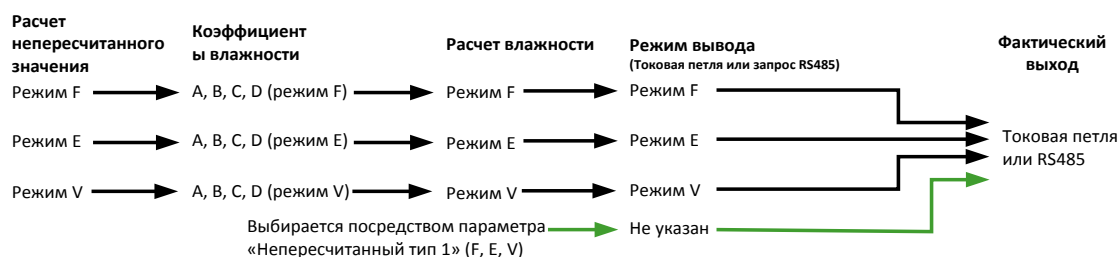 Расчет
непересчитанного
значения
Коэффициент
ы влажности
Расчет влажности
Режим вывода
(Токовая петля или запрос RS485)
Фактический
выход
Режим F
A, B, C, D (режим F)
Режим F
Режим F
Режим E
A, B, C, D (режим E)
Режим E
Режим E
Токовая петля
или RS485
Режим V
A, B, C, D (режим V)
Режим V
Режим V
Выбирается посредством параметра
«Непересчитанный тип 1» (F, E, V)
Не указан